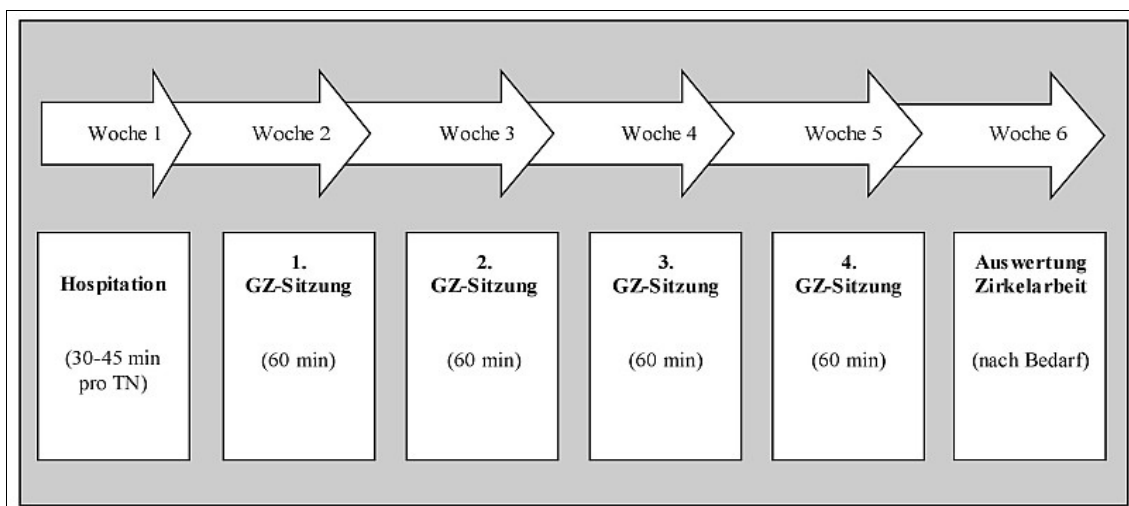 Woche 1
Woche 2
Woche 3
Woche 4
Woche 5
Woche 6
Hospitation
(30-45 min
pro TN)
1.
GZ-Sitzung
(60 min)
2.
GZ-Sitzung
(60 min)
3.
GZ-Sitzung
(60 min)
4.
GZ-Sitzung
(60 min)
Auswertung
Zirkelarbeit
(nach Bedarf)